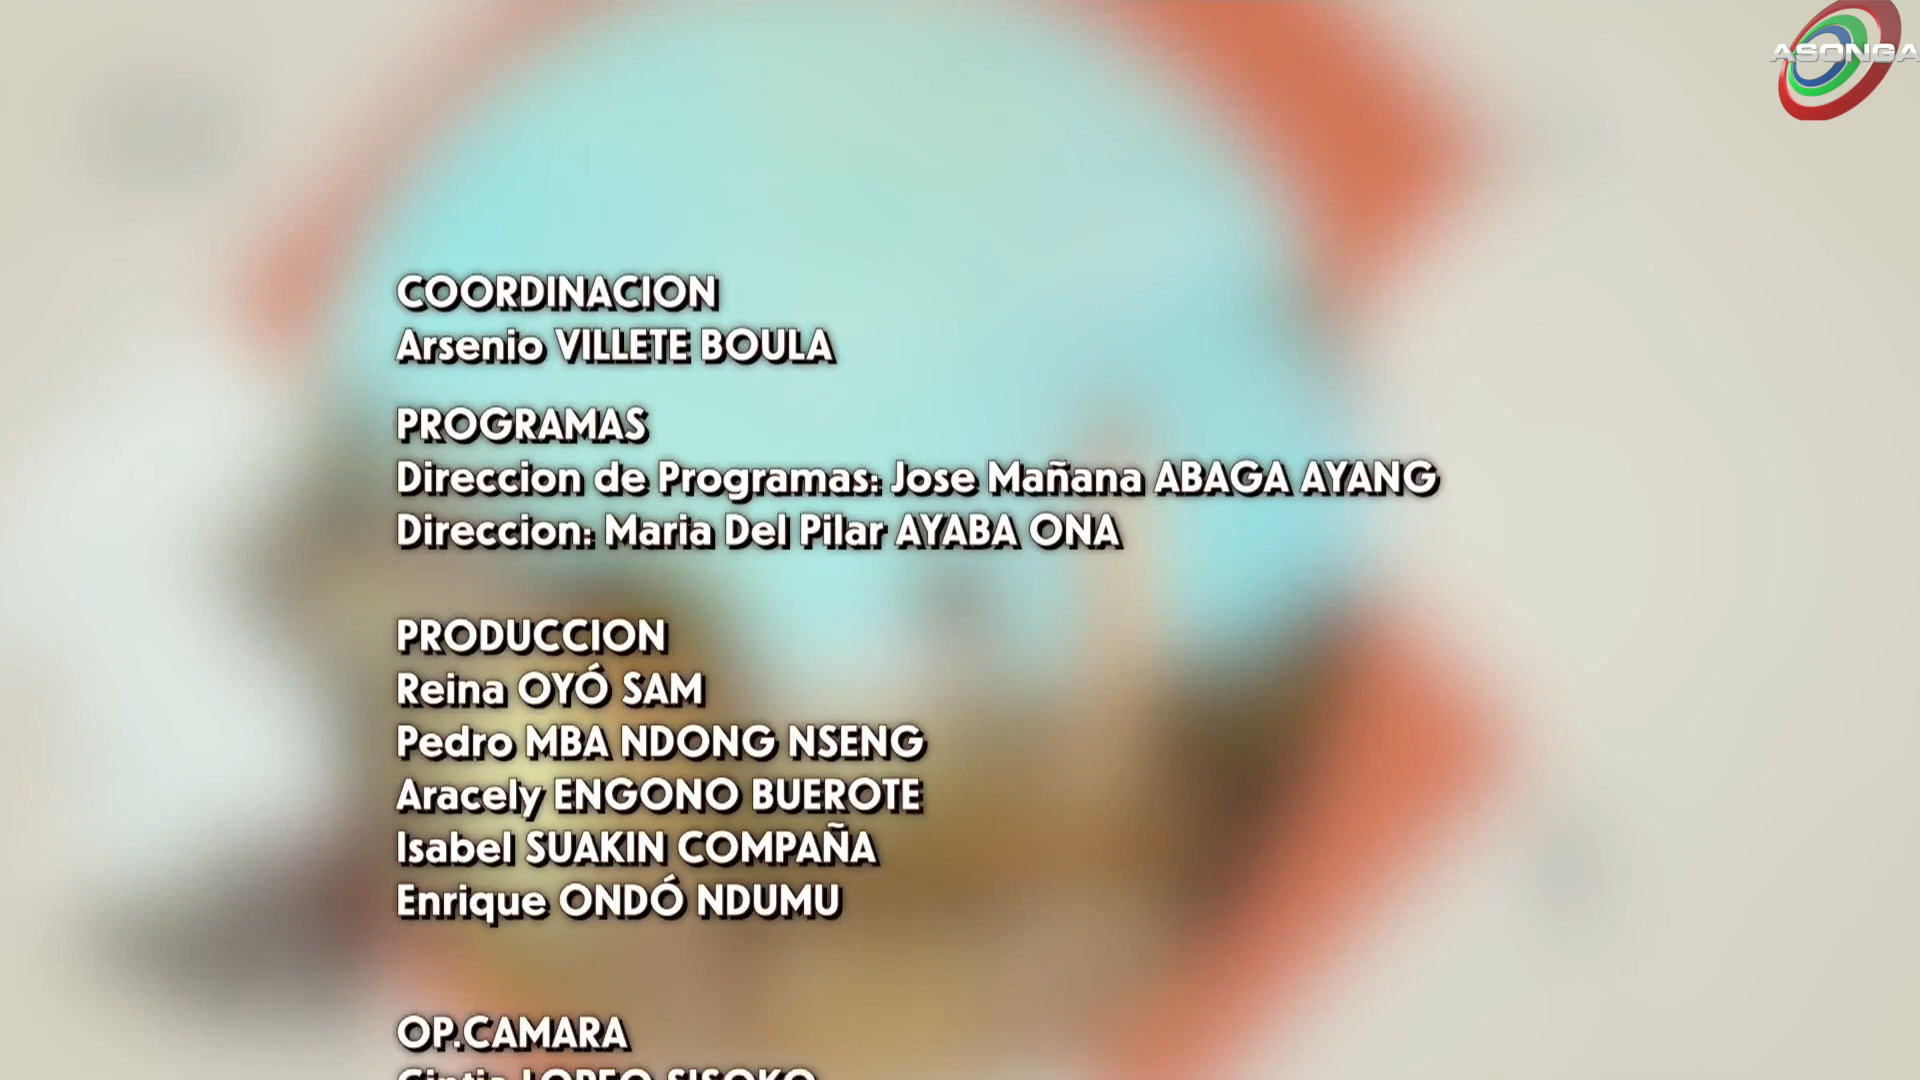 ASONGA
COORDINACION
Arsenio VILLETE BOULA
PROGRAMAS
Direccion de Programas: Jose Mañana ABAGA AYANG
Direccion: Maria Del Pilar AYABA ONA
PRODUCCION
Reina OYÓ SAM
Pedro MBA NDONG NSENG
Aracely ENGONO BUEROTE
Isabel SUAKIN COMPAÑA
Enrique ONDÓ NDUMU
OP.CAMARA